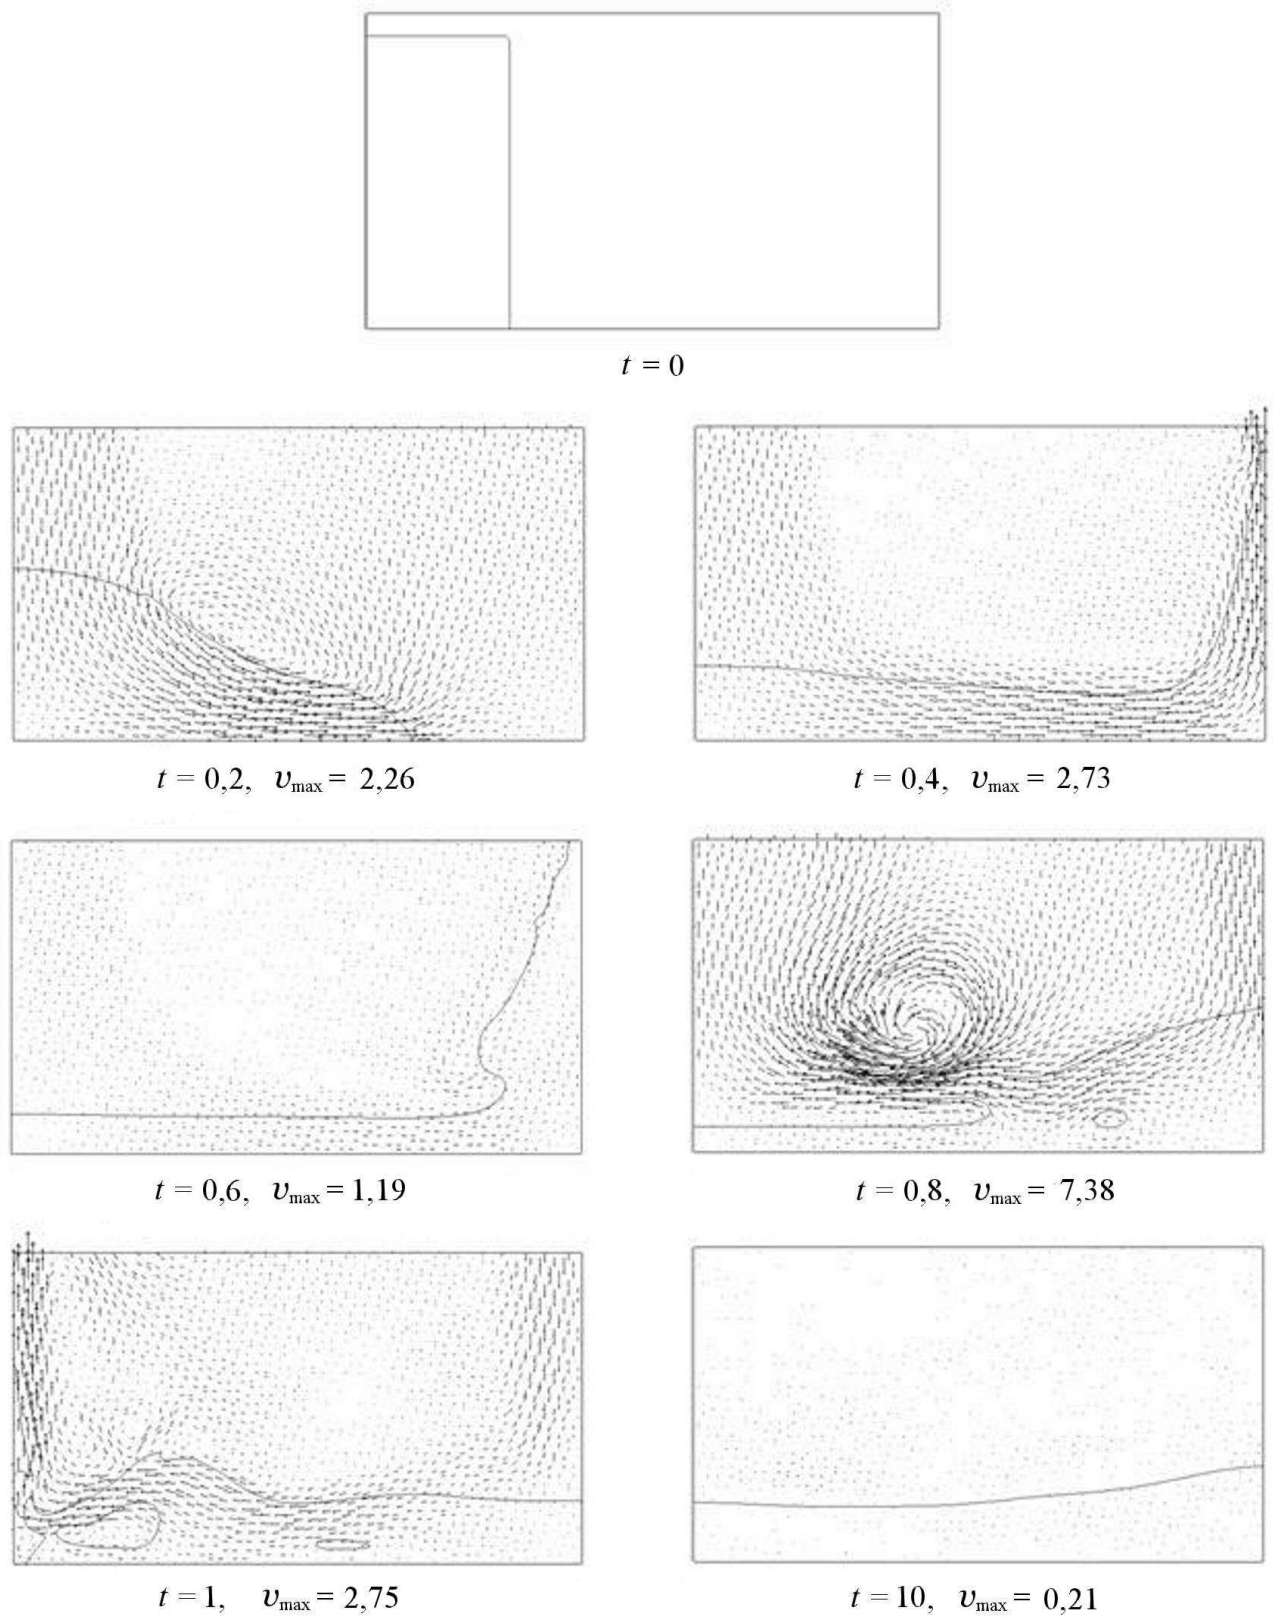 t = 0
t = 0,2, υmax = 2,26
t = 0,4, υmax = 2,73
t = 0,6, υmax = 1,19
t = 0,8, υmax = 7,38
t = 1, υmax = 2,75
t = 10, υmax = 0,21